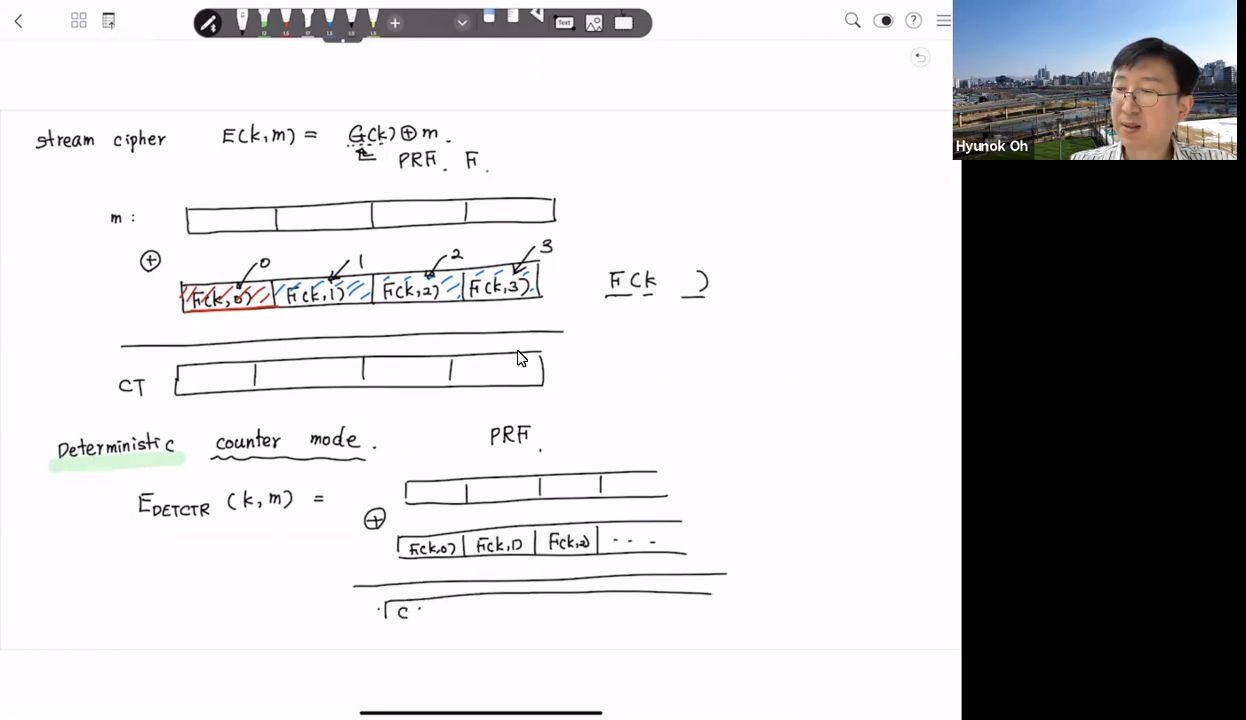 Text
Hyunok Oh
stream cipher E(k,m) = G(k) ⊕ m .
PRF . F .
m :
⊕ 0 1 2 3
F(k,0) F(k,1) F(k,2) F(k,3) F(k )
CT
Deterministic counter mode . PRF .
E_DETCTR (k,m) =
⊕
F(k,0) F(k,1) F(k,2) . . .
C